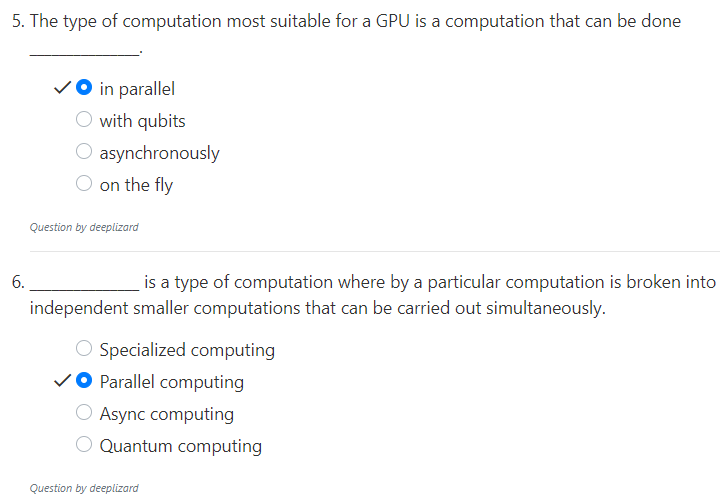 5. The type of computation most suitable for a GPU is a computation that can be done
______________.
in parallel
with qubits
asynchronously
on the fly
Question by deeplizard
6. ______________ is a type of computation where by a particular computation is broken into
independent smaller computations that can be carried out simultaneously.
Specialized computing
Parallel computing
Async computing
Quantum computing
Question by deeplizard